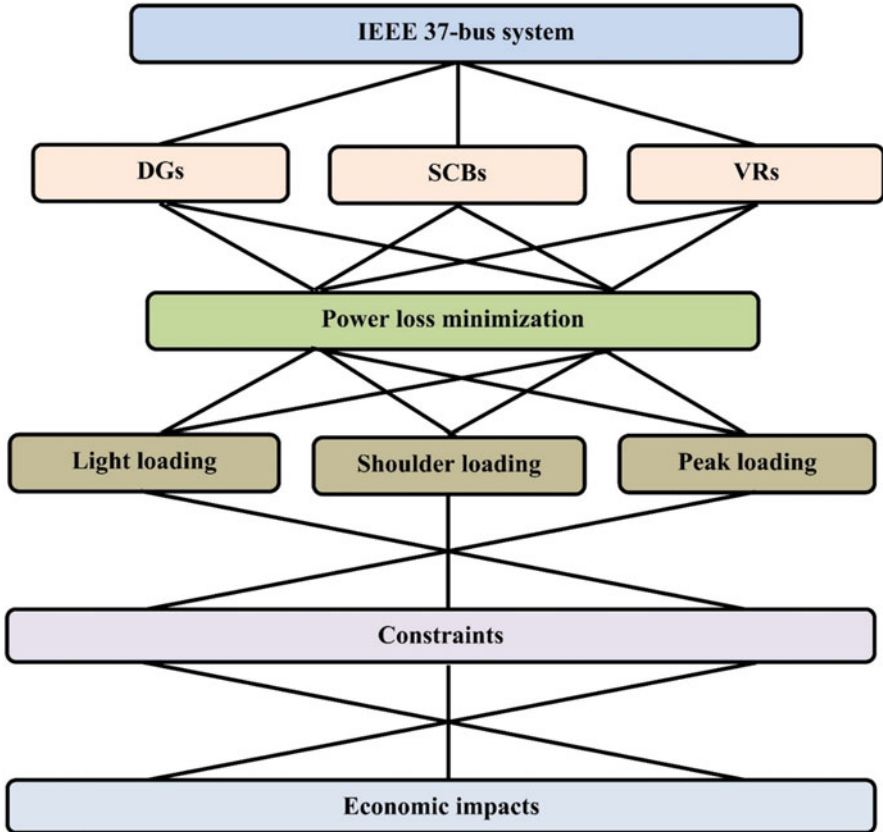 IEEE 37-bus system
DGs
SCBs
VRs
Power loss minimization
Light loading
Shoulder loading
Peak loading
Constraints
Economic impacts